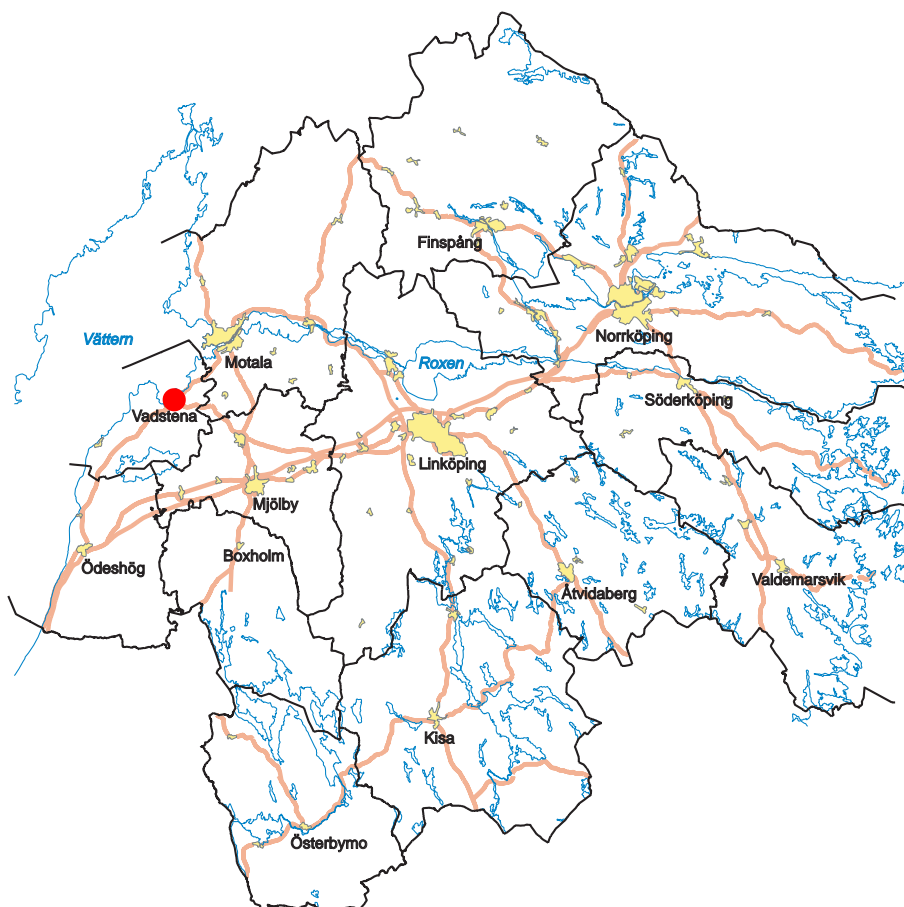 Finspång
Norrköping
Vättern
Motala
Roxen
Söderköping
Vadstena
Linköping
Mjölby
Boxholm
Ödeshög
Åtvidaberg
Valdemarsvik
Kisa
Österbymo